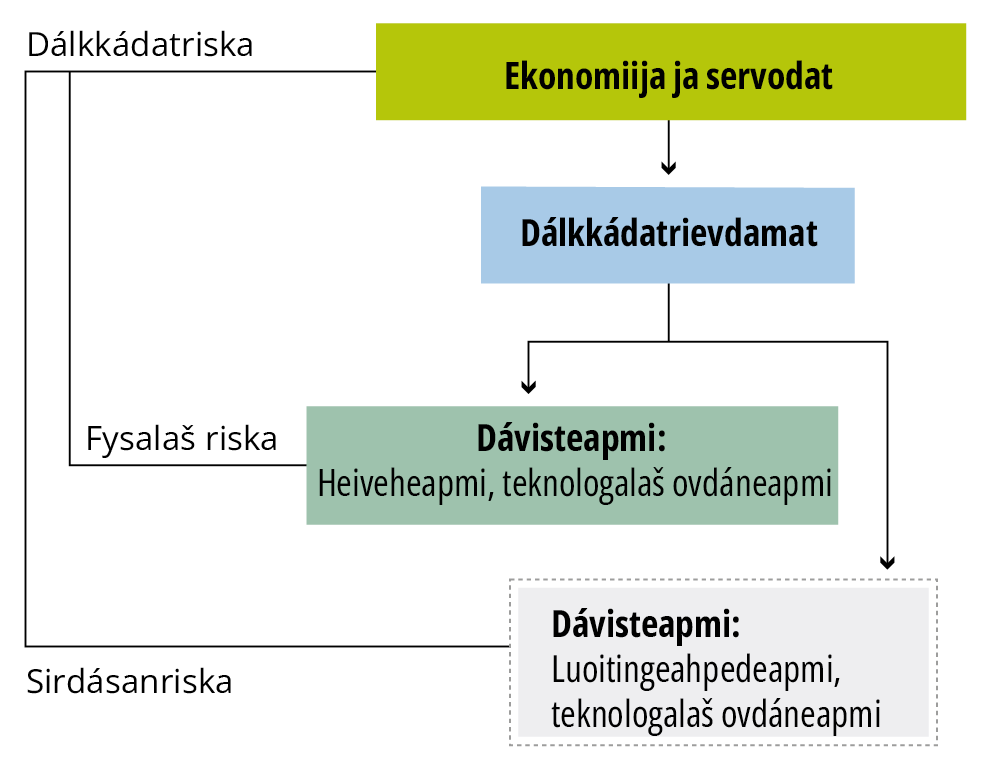 Dálkkádatriska
Ekonomiija ja servodat
Dálkkádatrievdamat
Fysalaš riska
Dávisteapmi:
Heiveheapmi, teknologalaš ovdáneapmi
Sirdásanriska
Dávisteapmi:
Luoitingeahpedeapmi,
teknologalaš ovdáneapmi